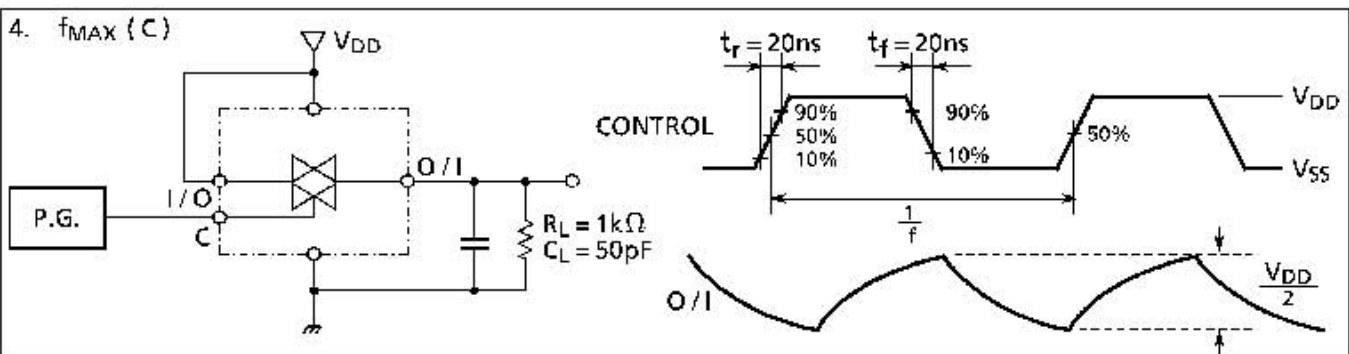 4. fMAX (C)
VDD
I/O
O/I
P.G.
C
RL = 1kΩ
CL = 50pF
tr = 20ns
tf = 20ns
CONTROL
90%
50%
10%
90%
10%
50%
VDD
VSS
1
f
O/I
VDD
2